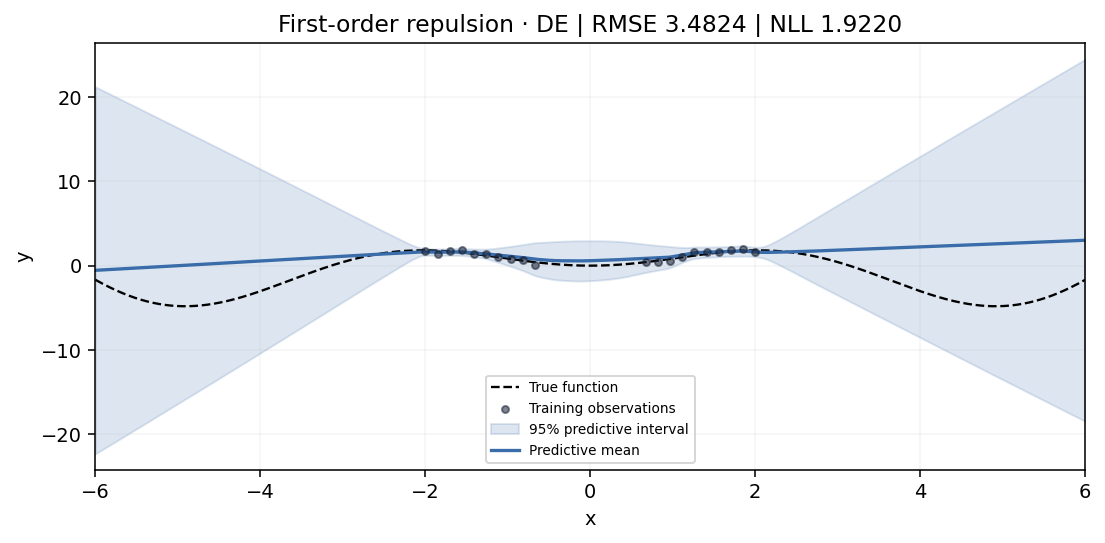 First-order repulsion · DE | RMSE 3.4824 | NLL 1.9220
y
20
10
0
−10
−20
True function
Training observations
95% predictive interval
Predictive mean
−6 −4 −2 0 2 4 6
x